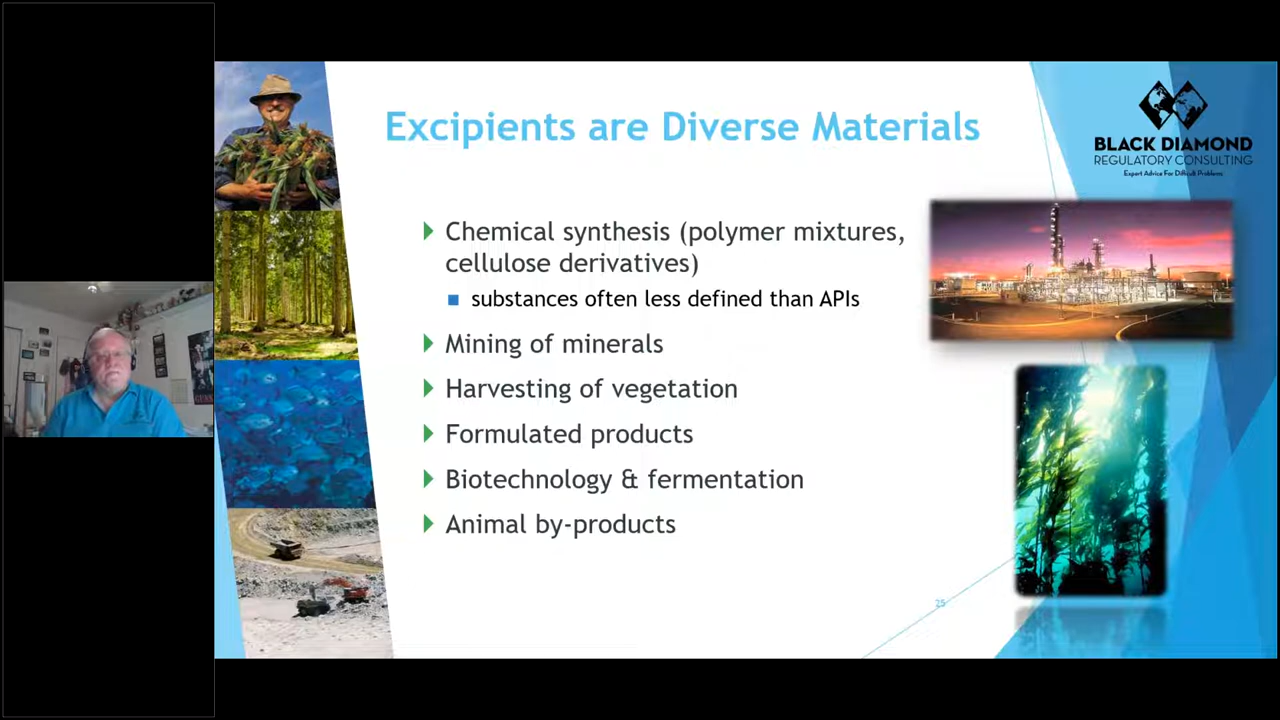 Excipients are Diverse Materials
BLACK DIAMOND
REGULATORY CONSULTING
Expert Advice For Difficult Problems
Chemical synthesis (polymer mixtures,
cellulose derivatives)
substances often less defined than APIs
Mining of minerals
Harvesting of vegetation
Formulated products
Biotechnology & fermentation
Animal by-products
25